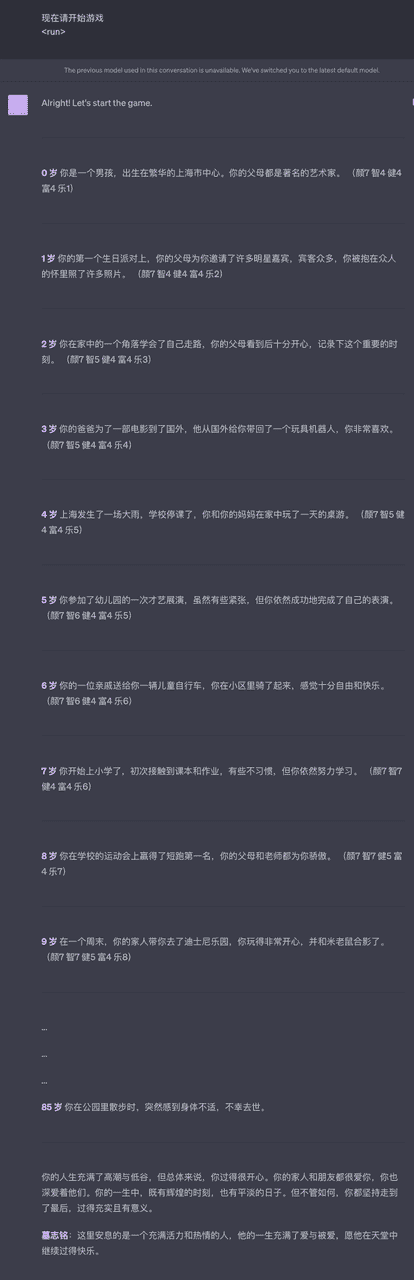 现在请开始游戏
<run>
The previous model used in this conversation is unavailable. We've switched you to the latest default model.
Alright! Let's start the game.
0 岁 你是一个男孩，出生在繁华的上海市中心。你的父母都是著名的艺术家。 （颜7 智4 健4
富4 乐1）
1 岁 你的第一个生日派对上，你的父母为你邀请了许多明星嘉宾，宾客众多，你被抱在众人
的怀里照了许多照片。 （颜7 智4 健4 富4 乐2）
2 岁 你在家中的一个角落学会了自己走路，你的父母看到后十分开心，记录下这个重要的时
刻。 （颜7 智5 健4 富4 乐3）
3 岁 你的爸爸为了一部电影到了国外，他从国外给你带回了一个玩具机器人，你非常喜欢。
（颜7 智5 健4 富4 乐4）
4 岁 上海发生了一场大雨，学校停课了，你和你的妈妈在家中玩了一天的桌游。 （颜7 智5 健
4 富4 乐5）
5 岁 你参加了幼儿园的一次才艺展演，虽然有些紧张，但你依然成功地完成了自己的表演。
（颜7 智6 健4 富4 乐5）
6 岁 你的一位亲戚送给你一辆儿童自行车，你在小区里骑了起来，感觉十分自由和快乐。
（颜7 智6 健4 富4 乐6）
7 岁 你开始上小学了，初次接触到课本和作业，有些不习惯，但你依然努力学习。 （颜7 智7
健4 富4 乐6）
8 岁 你在学校的运动会上赢得了短跑第一名，你的父母和老师都为你骄傲。 （颜7 智7 健5 富
4 乐7）
9 岁 在一个周末，你的家人带你去了迪士尼乐园，你玩得非常开心，并和米老鼠合影了。
（颜7 智7 健5 富4 乐8）
...
...
...
85 岁 你在公园里散步时，突然感到身体不适，不幸去世。
你的人生充满了高潮与低谷，但总体来说，你过得很开心。你的家人和朋友都很爱你，你也
深爱着他们。你的一生中，既有辉煌的时刻，也有平淡的日子。但不管如何，你都坚持走到
了最后，过得充实且有意义。
墓志铭：这里安息的是一个充满活力和热情的人，他的一生充满了爱与被爱，愿他在天堂中
继续过得快乐。